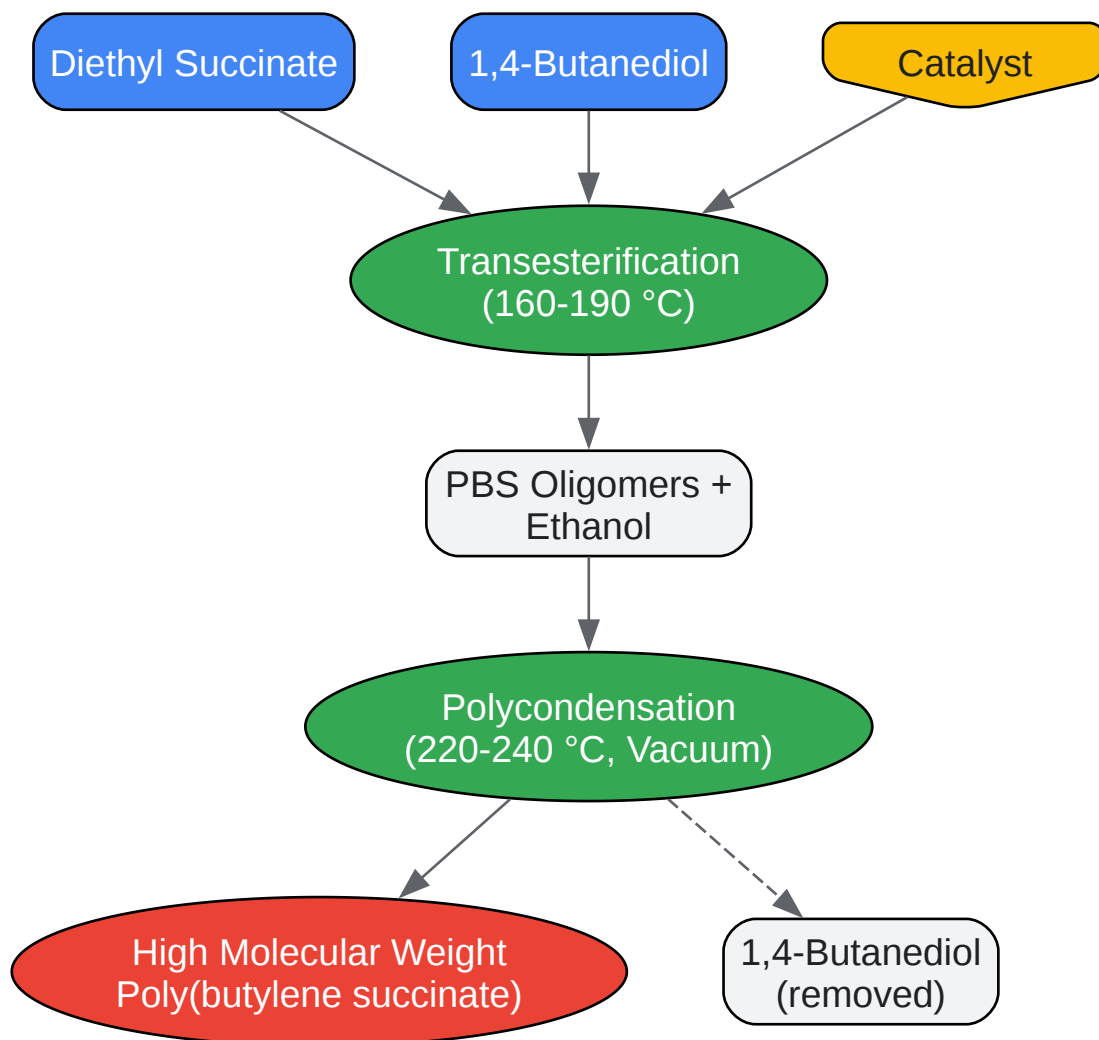 Diethyl Succinate
1,4-Butanediol
Catalyst
Transesterification
(160-190 °C)
PBS Oligomers +
Ethanol
Polycondensation
(220-240 °C, Vacuum)
High Molecular Weight
Poly(butylene succinate)
1,4-Butanediol
(removed)